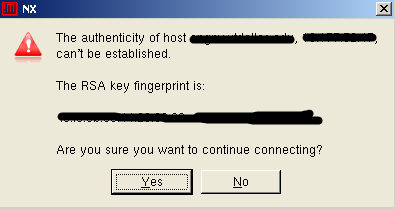 NX
The authenticity of host
can't be established.
The RSA key fingerprint is:
Are you sure you want to continue connecting?
Yes No